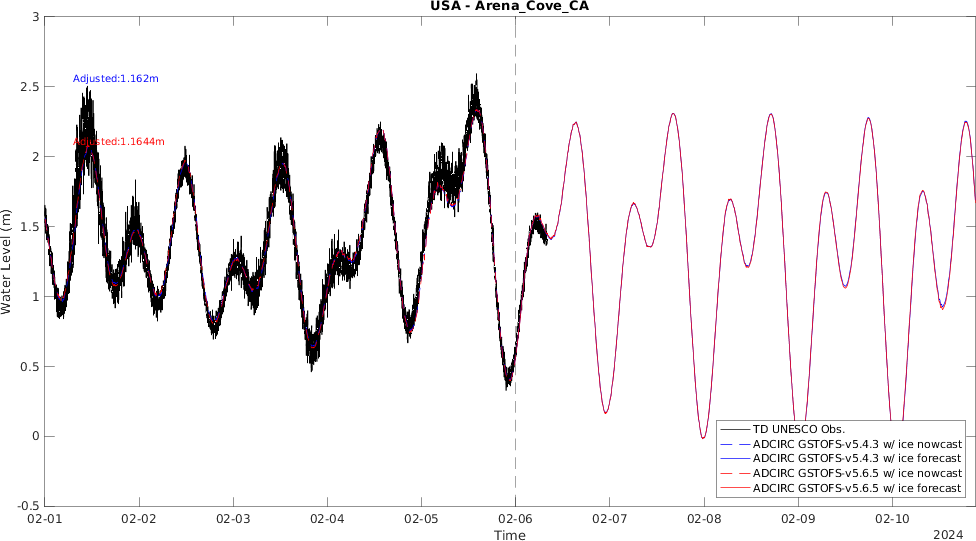 USA - Arena_Cove_CA
3
2.5
2
1.5
1
0.5
0
-0.5
Water Level (m)
Adjusted:1.162m
Adjusted:1.1644m
TD UNESCO Obs.
ADCIRC GSTOFS-v5.4.3 w/ ice nowcast
ADCIRC GSTOFS-v5.4.3 w/ ice forecast
ADCIRC GSTOFS-v5.6.5 w/ ice nowcast
ADCIRC GSTOFS-v5.6.5 w/ ice forecast
02-01 02-02 02-03 02-04 02-05 02-06 02-07 02-08 02-09 02-10
Time
2024